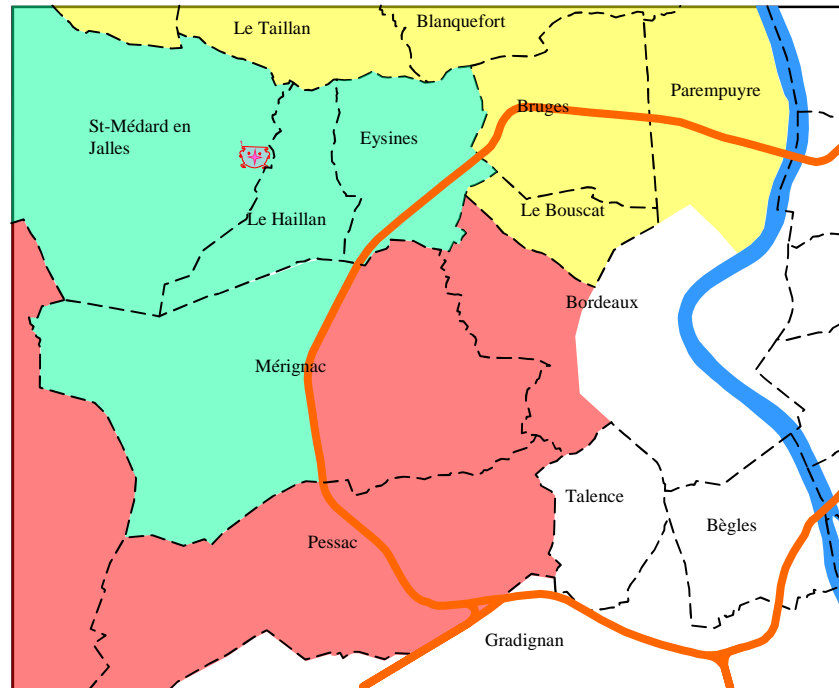 Le Taillan
Blanquefort
Parempuyre
Bruges
St-Médard en
Jalles
Eysines
Le Haillan
Le Bouscat
Bordeaux
Mérignac
Talence
Bègles
Pessac
Gradignan